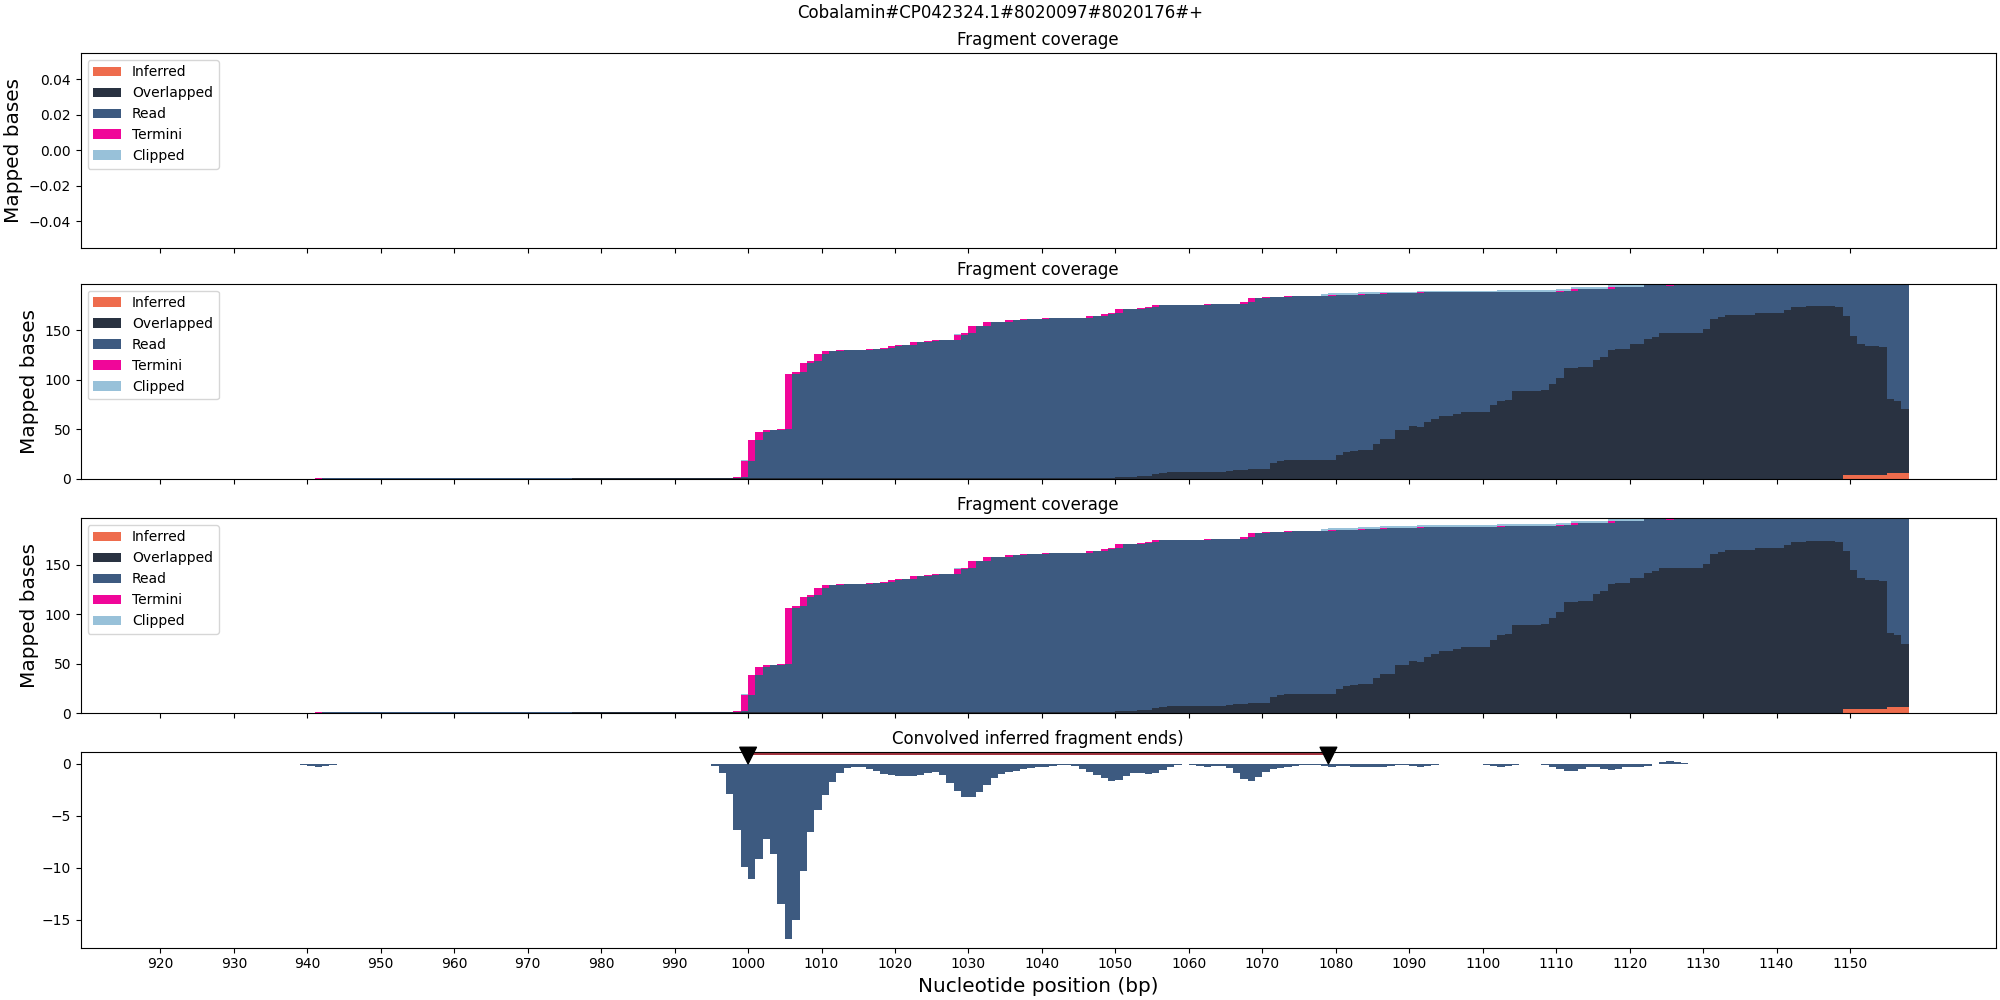 Cobalamin#CP042324.1#8020097#8020176#+
Fragment coverage
Mapped bases
0.04
0.02
0.00
−0.02
−0.04
Inferred
Overlapped
Read
Termini
Clipped
Fragment coverage
Mapped bases
150
100
50
0
Inferred
Overlapped
Read
Termini
Clipped
Fragment coverage
Mapped bases
150
100
50
0
Inferred
Overlapped
Read
Termini
Clipped
Convolved inferred fragment ends)
0
−5
−10
−15
920 930 940 950 960 970 980 990 1000 1010 1020 1030 1040 1050 1060 1070 1080 1090 1100 1110 1120 1130 1140 1150
Nucleotide position (bp)